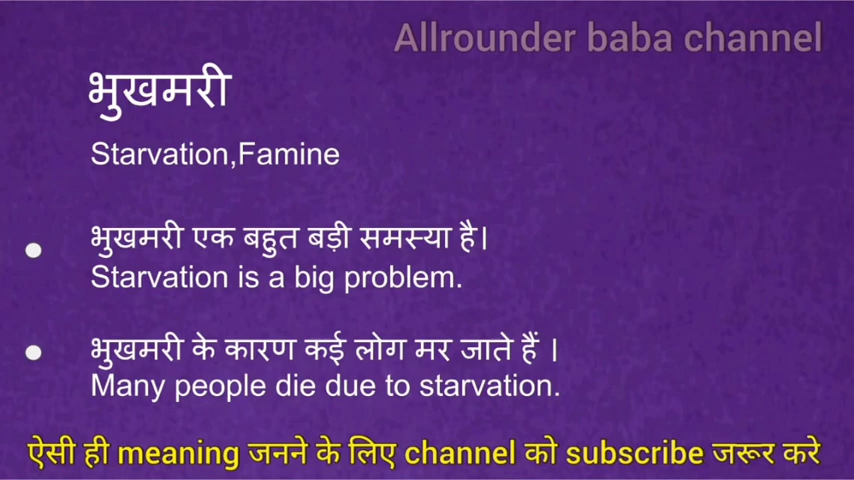 Allrounder baba channel
भुखमरी
Starvation,Famine
भुखमरी एक बहुत बड़ी समस्या है।
Starvation is a big problem.
भुखमरी के कारण कई लोग मर जाते हैं ।
Many people die due to starvation.
ऐसी ही meaning जनने के लिए channel को subscribe जरूर करे